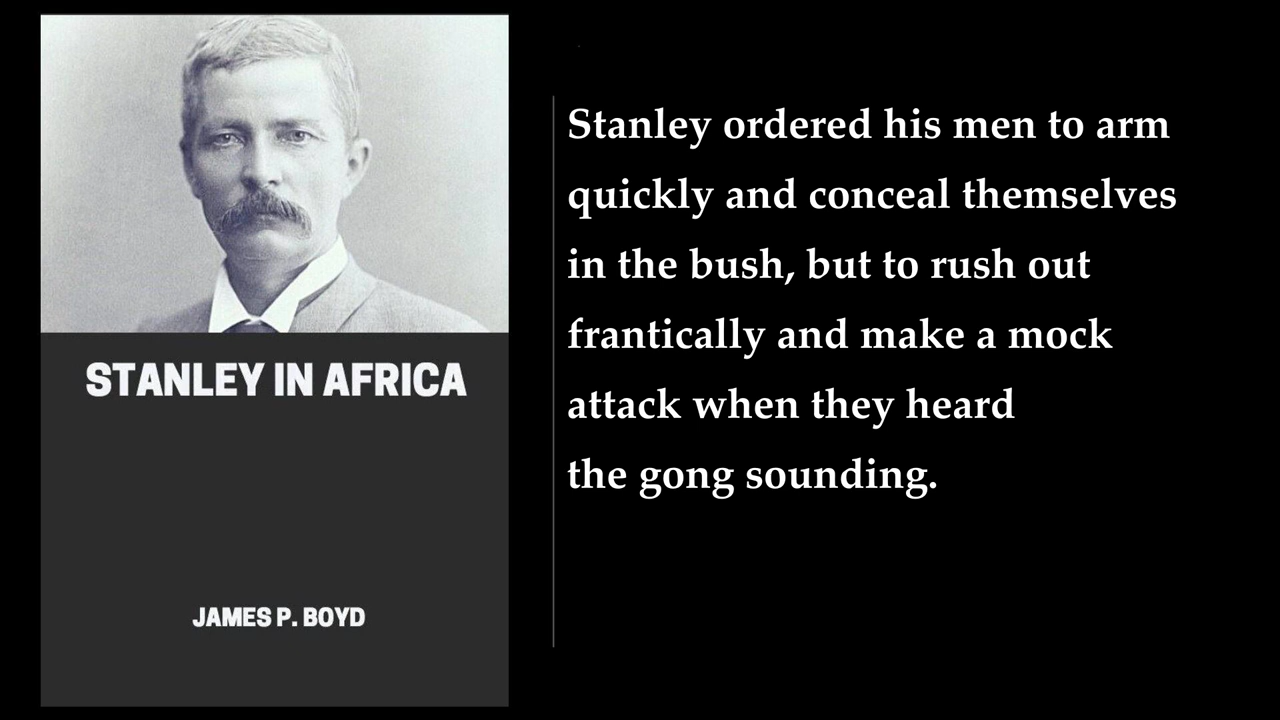 STANLEY IN AFRICA
JAMES P. BOYD
Stanley ordered his men to arm
quickly and conceal themselves
in the bush, but to rush out
frantically and make a mock
attack when they heard
the gong sounding.